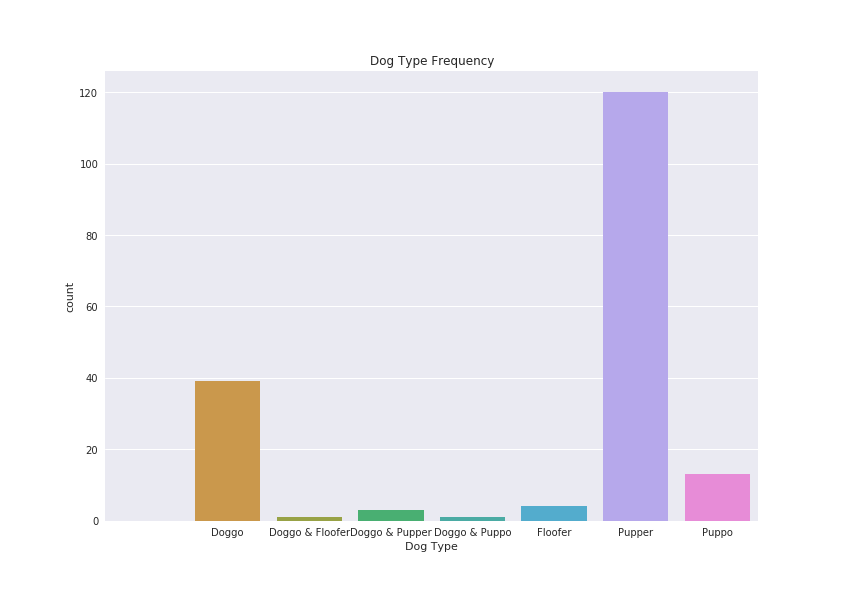 Dog Type Frequency
120
100
80
60
40
20
0
count
Doggo Doggo & Floofer Doggo & Pupper Doggo & Puppo Floofer Pupper Puppo
Dog Type